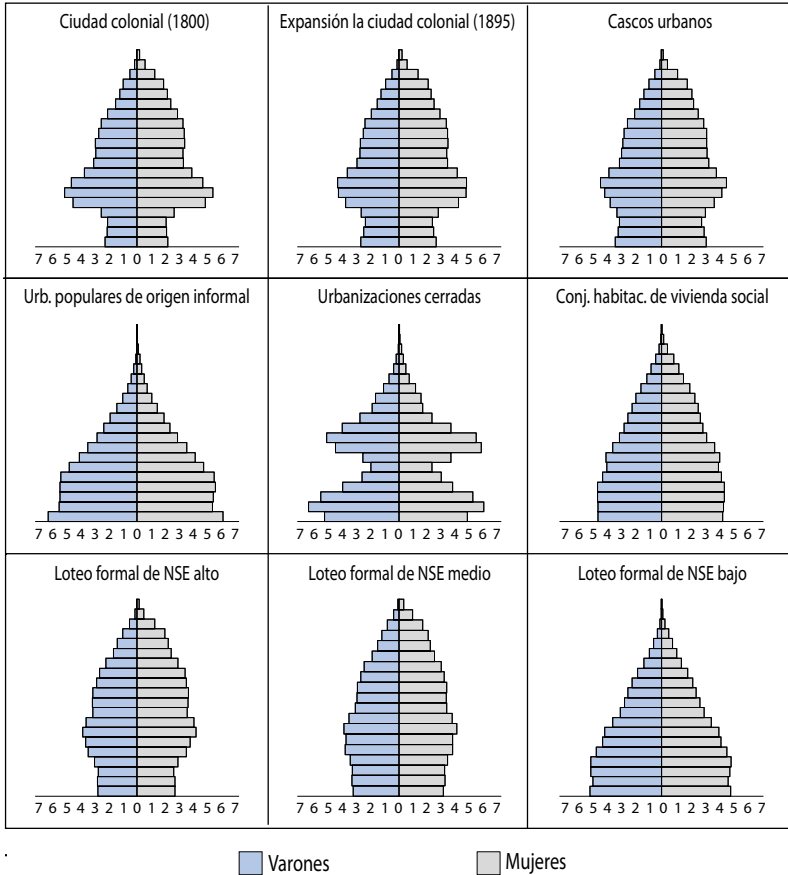 Ciudad colonial (1800) Expansión la ciudad colonial (1895) Cascos urbanos
7 6 5 4 3 2 1 0 1 2 3 4 5 6 7 7 6 5 4 3 2 1 0 1 2 3 4 5 6 7 7 6 5 4 3 2 1 0 1 2 3 4 5 6 7
Urb. populares de origen informal Urbanizaciones cerradas Conj. habitac. de vivienda social
7 6 5 4 3 2 1 0 1 2 3 4 5 6 7 7 6 5 4 3 2 1 0 1 2 3 4 5 6 7 7 6 5 4 3 2 1 0 1 2 3 4 5 6 7
Loteo formal de NSE alto Loteo formal de NSE medio Loteo formal de NSE bajo
7 6 5 4 3 2 1 0 1 2 3 4 5 6 7 7 6 5 4 3 2 1 0 1 2 3 4 5 6 7 7 6 5 4 3 2 1 0 1 2 3 4 5 6 7
Varones Mujeres